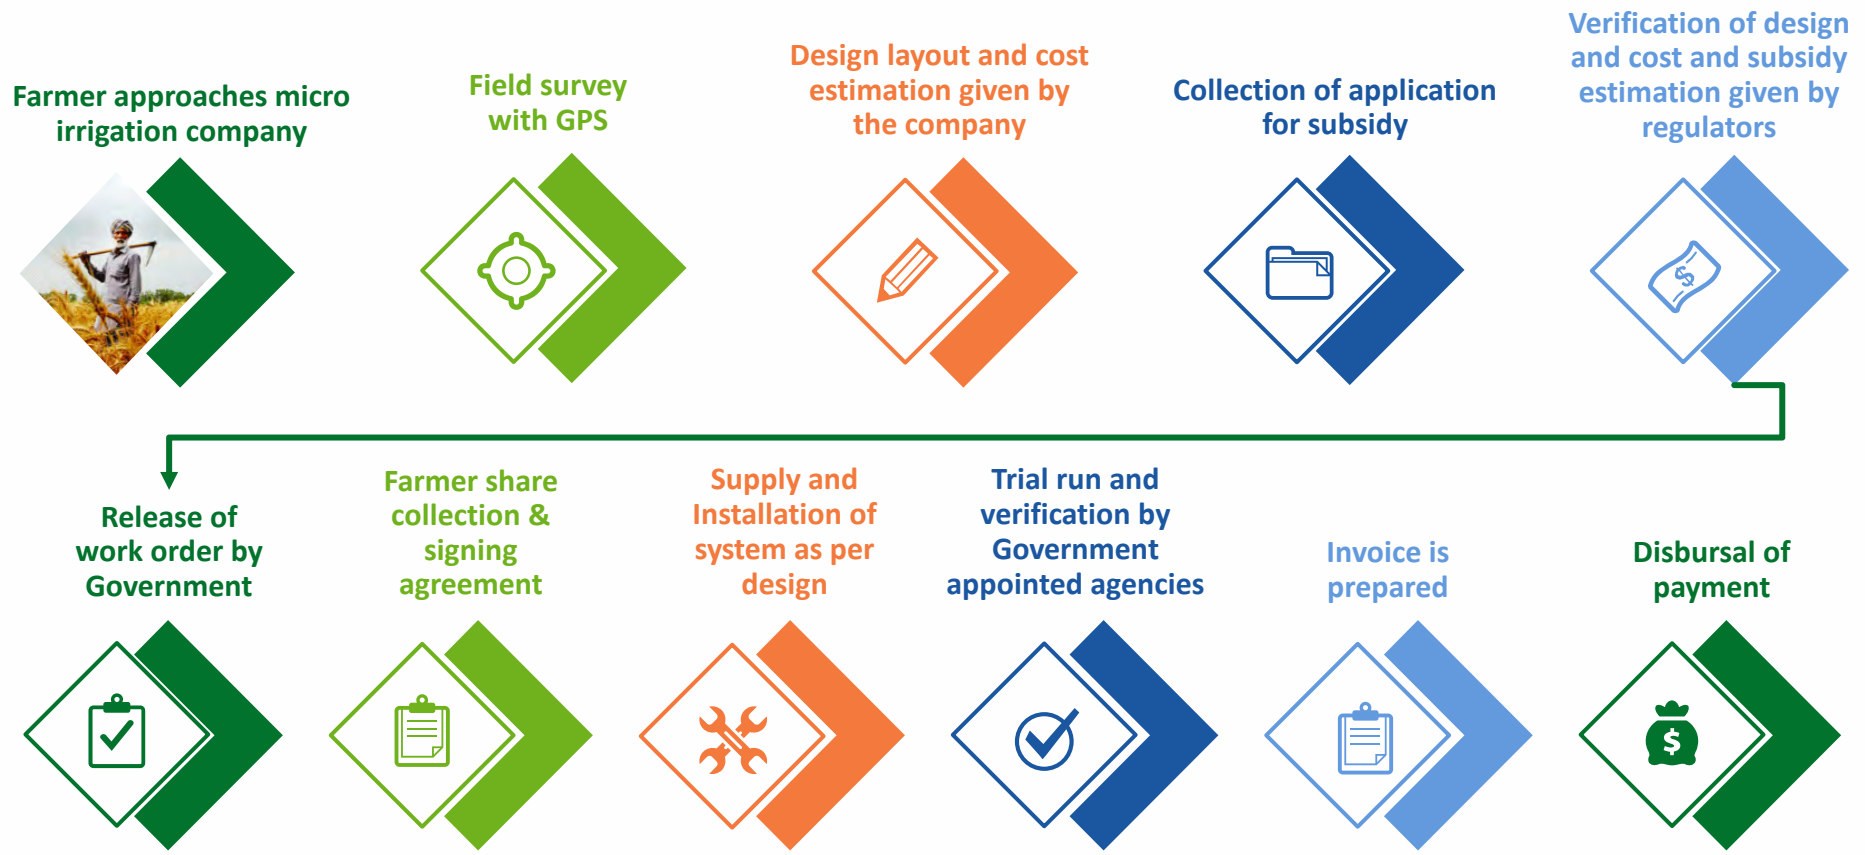 Farmer approaches micro
irrigation company
Field survey
with GPS
Design layout and cost
estimation given by
the company
Collection of application
for subsidy
Verification of design
and cost and subsidy
estimation given by
regulators
$
Release of
work order by
Government
Farmer share
collection &
signing
agreement
Supply and
Installation of
system as per
design
Trial run and
verification by
Government
appointed agencies
Invoice is
prepared
Disbursal of
payment
$